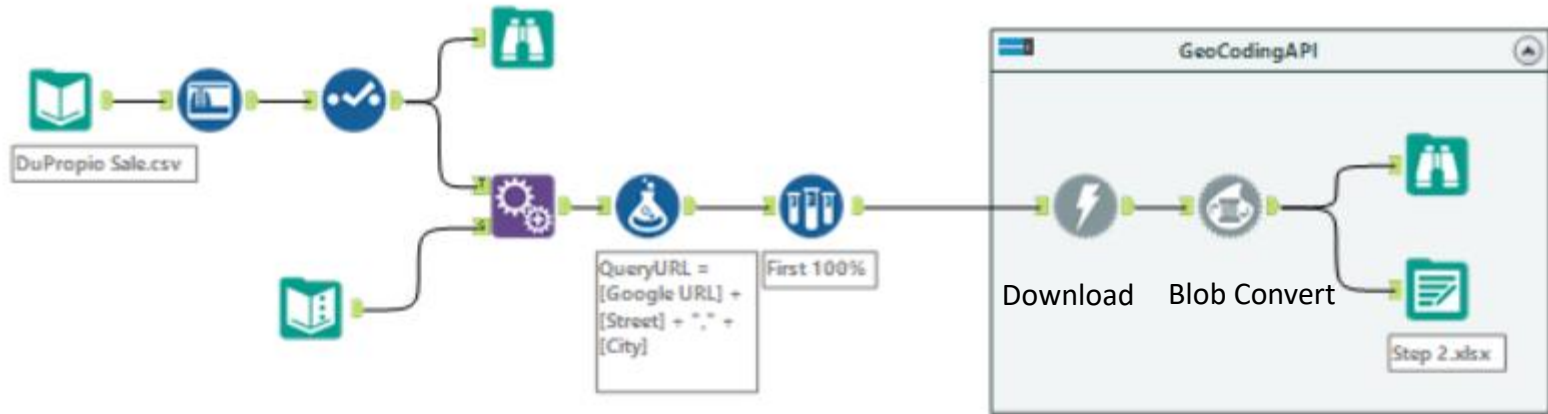 GeoCodingAPI
DuPropio Sale.csv
T
S
QueryURL =
[Google URL] +
[Street] + "," +
[City]
First 100%
Download
Blob Convert
Step 2.xlsx